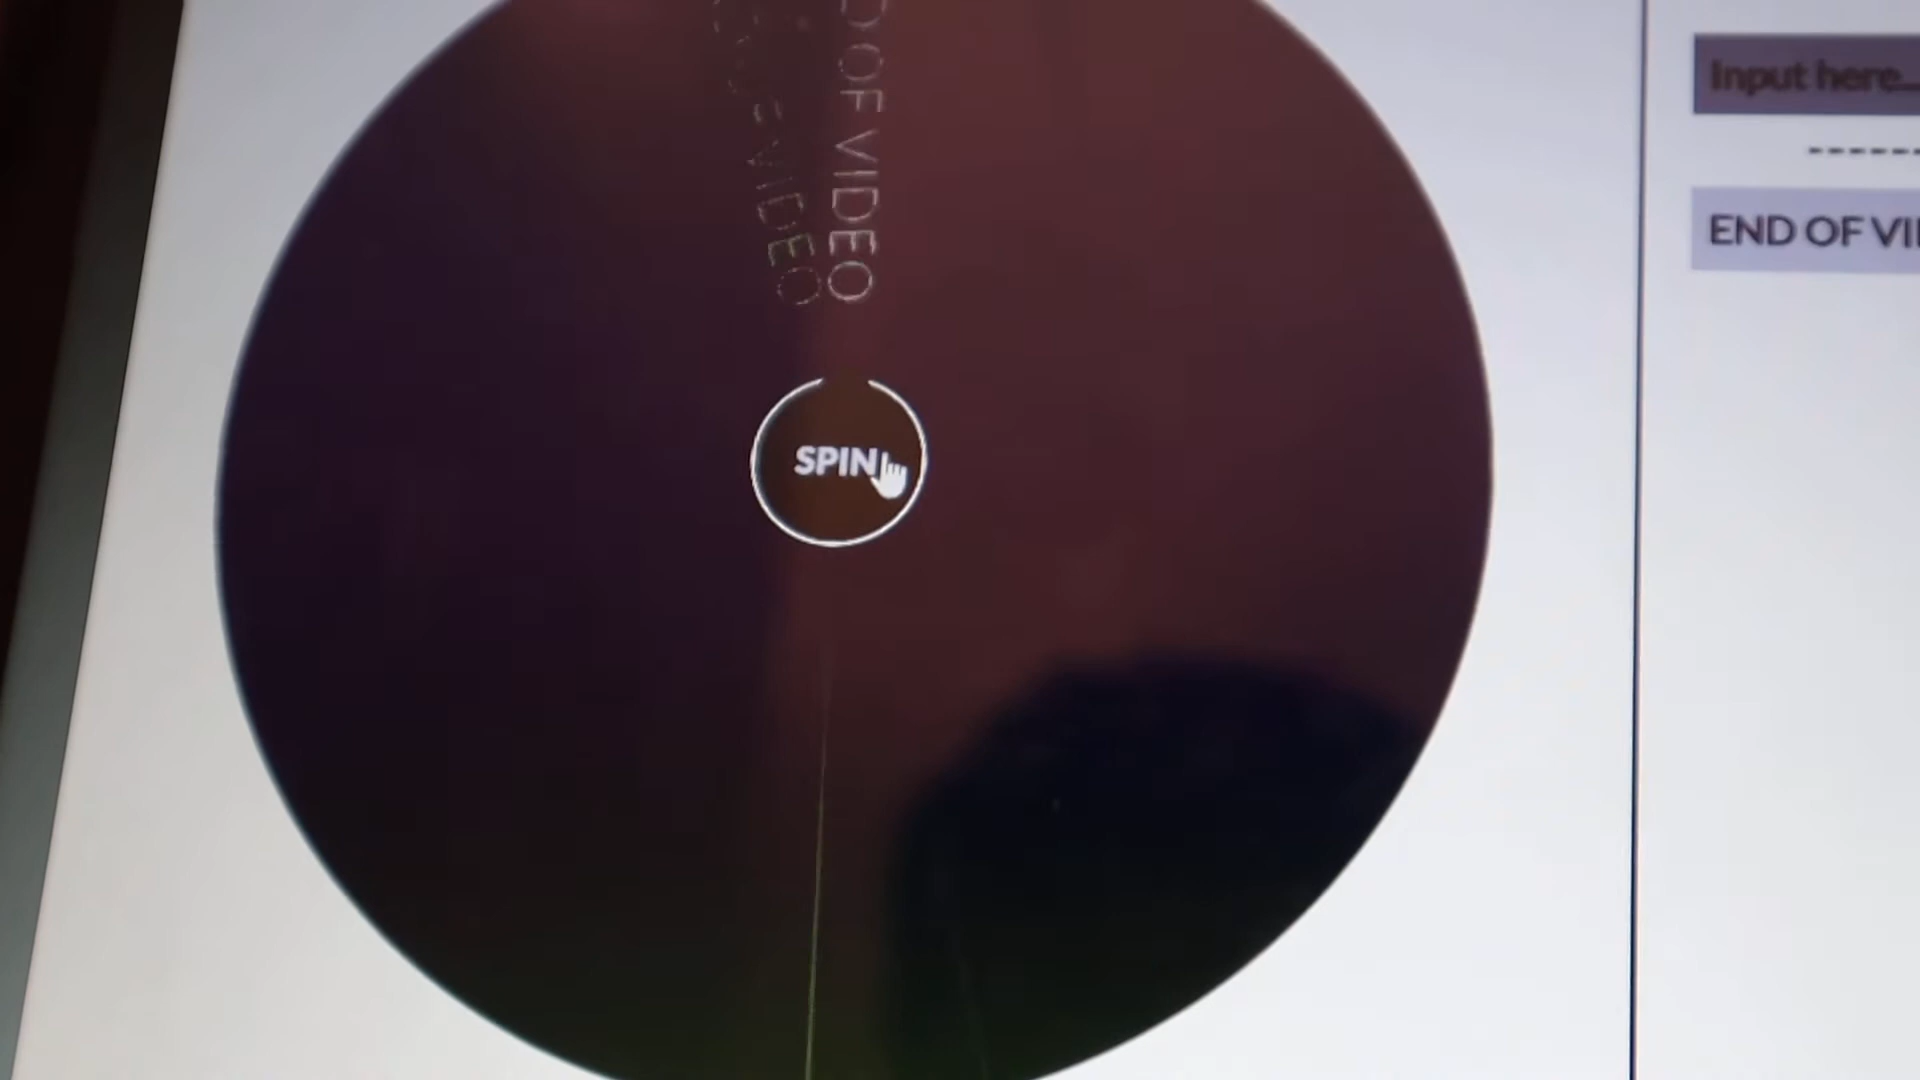 D OF VIDEO
VIDEO
SPIN
Input here...
END OF VI